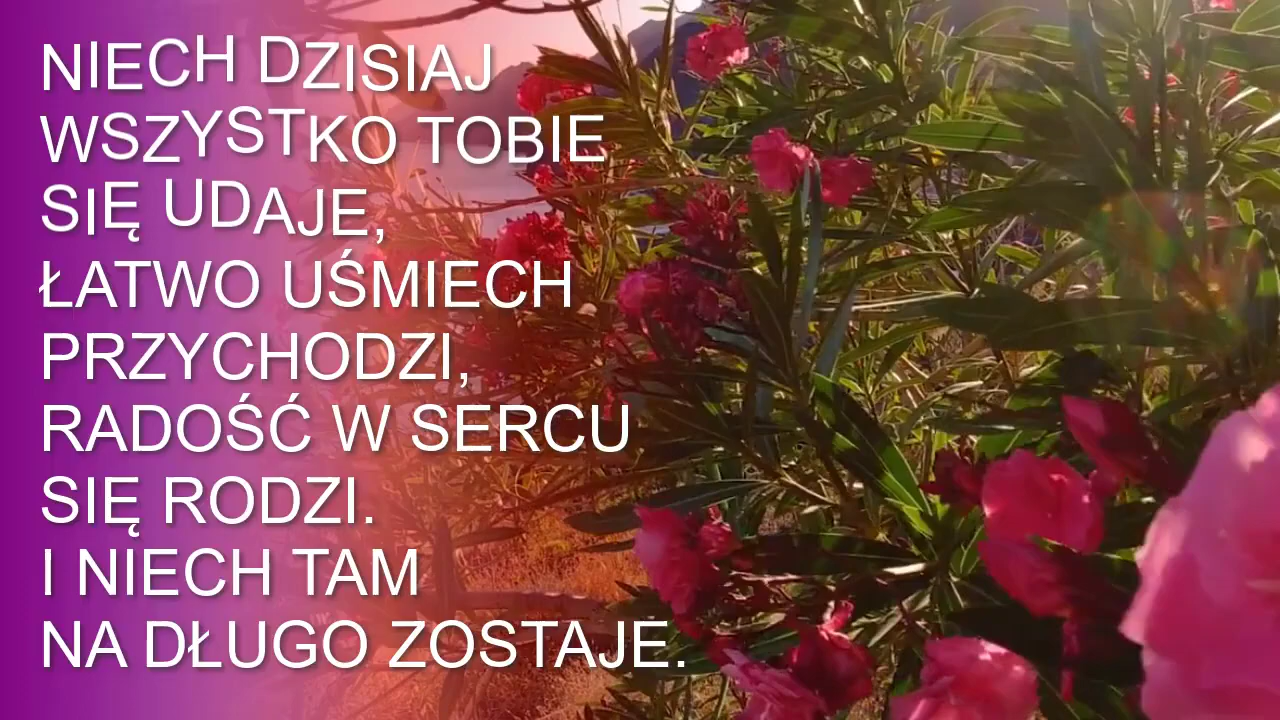 NIECH DZISIAJ
WSZYSTKO TOBIE
SIĘ UDAJE,
ŁATWO UŚMIECH
PRZYCHODZI,
RADOŚĆ W SERCU
SIĘ RODZI.
I NIECH TAM
NA DŁUGO ZOSTAJE.